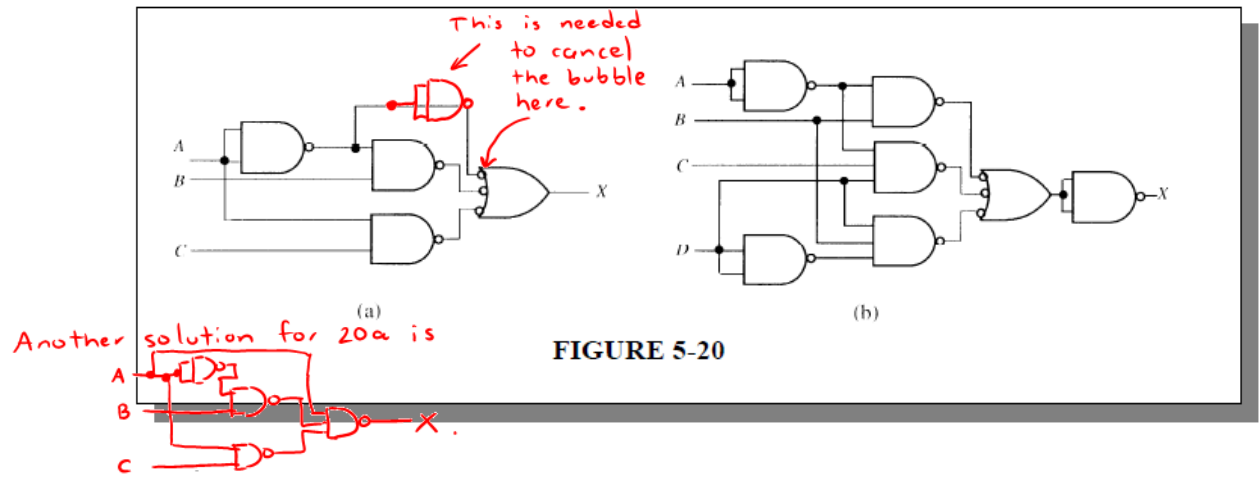 This is needed
to cancel
the bubble
here.
A
B
C
X
(a)
A
B
C
D
X
(b)
FIGURE 5-20
Another solution for 20a is
A
B
C
X.